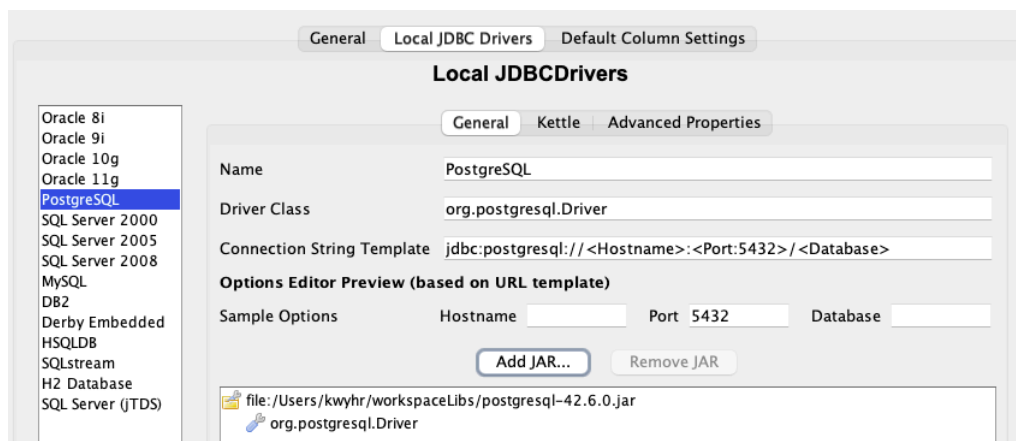 General Local JDBC Drivers Default Column Settings
Local JDBCDrivers
Oracle 8i
Oracle 9i
Oracle 10g
Oracle 11g
PostgreSQL
SQL Server 2000
SQL Server 2005
SQL Server 2008
MySQL
DB2
Derby Embedded
HSQLDB
SQLstream
H2 Database
SQL Server (jTDS)
General Kettle Advanced Properties
Name PostgreSQL
Driver Class org.postgresql.Driver
Connection String Template jdbc:postgresql://<Hostname>:<Port:5432>/<Database>
Options Editor Preview (based on URL template)
Sample Options Hostname Port 5432 Database
Add JAR... Remove JAR
file:/Users/kwyhr/workspaceLibs/postgresql-42.6.0.jar
org.postgresql.Driver